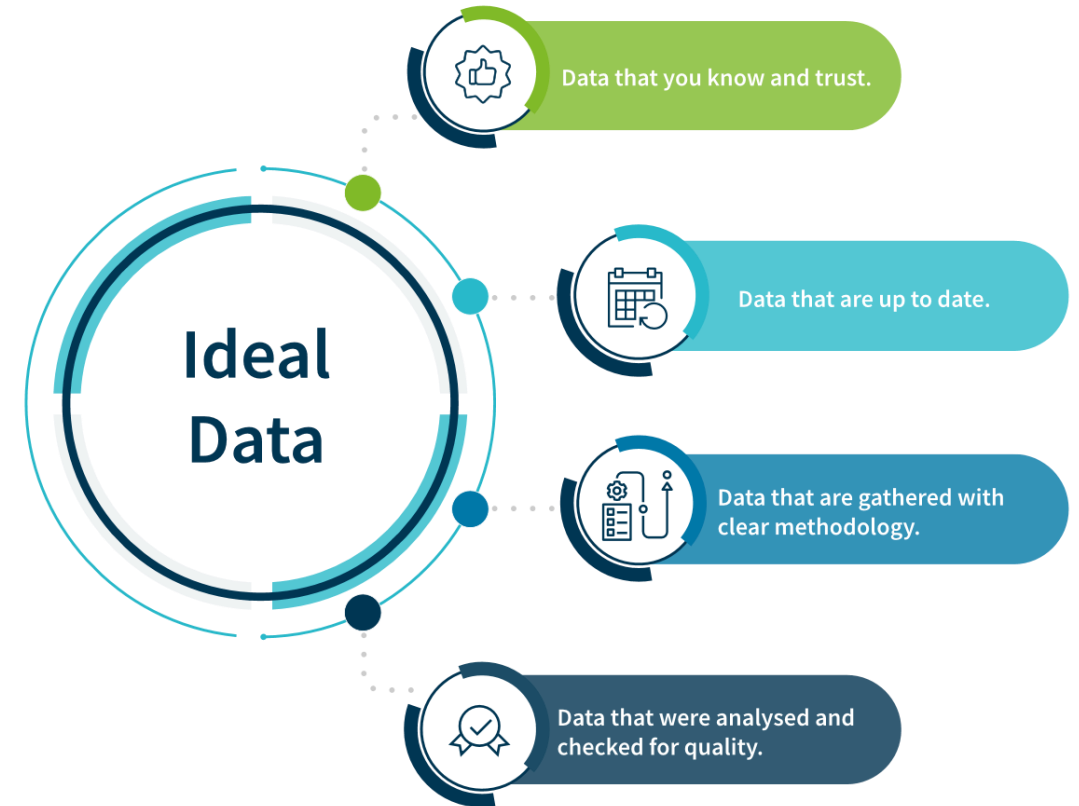 Data that you know and trust.
Data that are up to date.
Ideal
Data
Data that are gathered with
clear methodology.
Data that were analysed and
checked for quality.